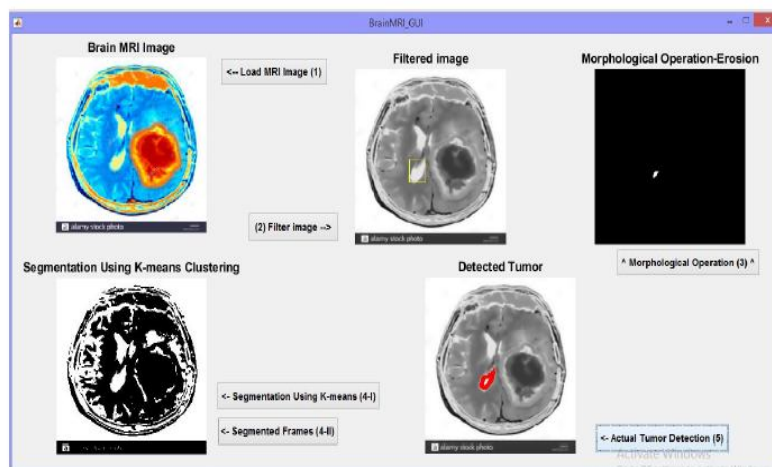 BrainMRI_GUI
Brain MRI Image
<-- Load MRI Image (1)
Filtered image
Morphological Operation-Erosion
(2) Filter image -->
a alamy stock photo
a alamy stock photo
^ Morphological Operation (3) ^
Segmentation Using K-means Clustering
Detected Tumor
<- Segmentation Using K-means (4-I)
<- Segmented Frames (4-II)
<- Actual Tumor Detection (5)
Activate Windows
a alamy stock photo